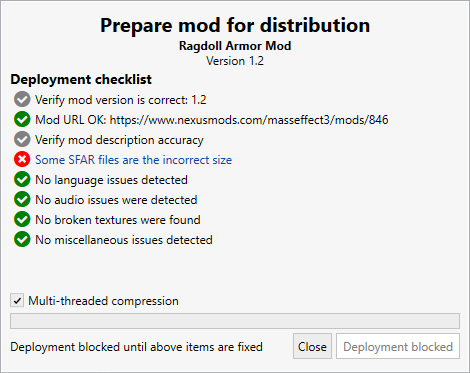 Prepare mod for distribution
Ragdoll Armor Mod
Version 1.2
Deployment checklist
Verify mod version is correct: 1.2
Mod URL OK: https://www.nexusmods.com/masseffect3/mods/846
Verify mod description accuracy
Some SFAR files are the incorrect size
No language issues detected
No audio issues were detected
No broken textures were found
No miscellaneous issues detected
Multi-threaded compression
Deployment blocked until above items are fixed Close Deployment blocked